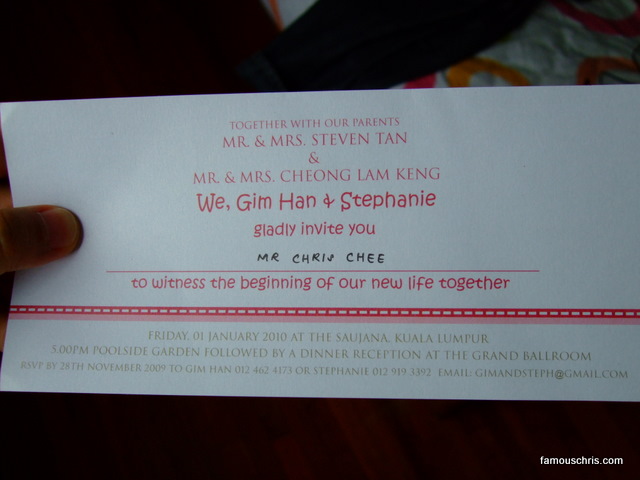 TOGETHER WITH OUR PARENTS
MR. & MRS. STEVEN TAN
&
MR. & MRS. CHEONG LAM KENG
We, Gim Han & Stephanie
gladly invite you
MR CHRIS CHEE
to witness the beginning of our new life together
FRIDAY, 01 JANUARY 2010 AT THE SAUJANA, KUALA LUMPUR
5.00PM POOLSIDE GARDEN FOLLOWED BY A DINNER RECEPTION AT THE GRAND BALLROOM
RSVP BY 28TH NOVEMBER 2009 TO GIM HAN 012 462 4173 OR STEPHANIE 012 919 3392 EMAIL: GIMANDSTEPH@GMAIL.COM
famouschris.com